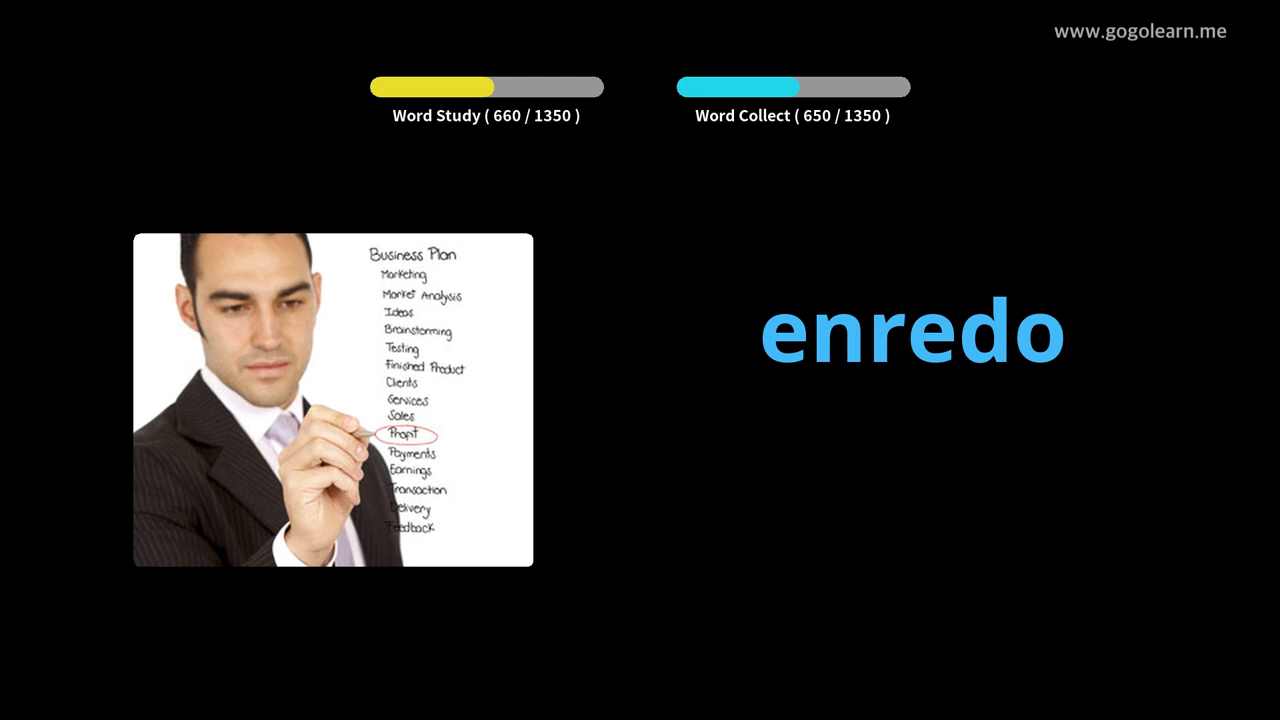 www.gogolearn.me
Word Study ( 660 / 1350 )
Word Collect ( 650 / 1350 )
Business Plan
Marketing
Market Analysis
Ideas
Brainstorming
Testing
Finished Product
Clients
Services
Sales
Profit
Payments
Earnings
Transaction
Delivery
Feedback
enredo